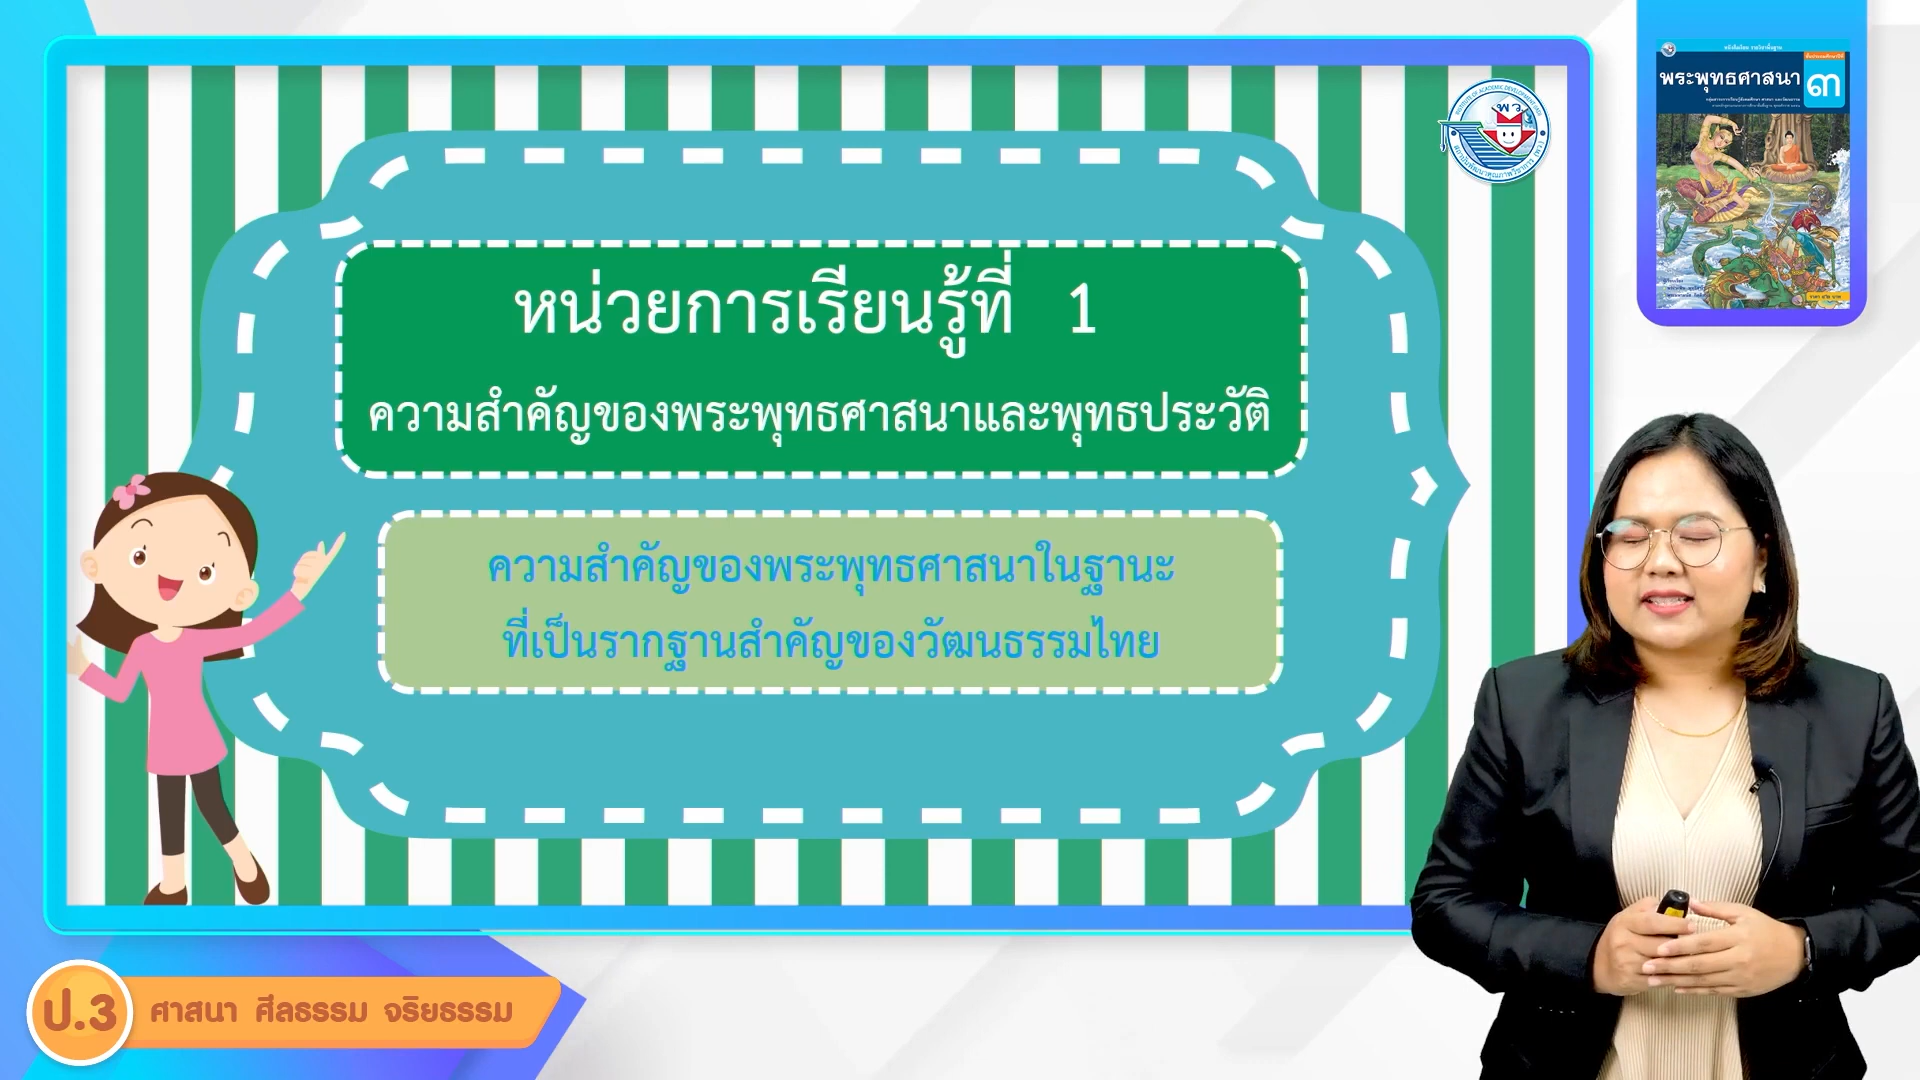 หน่วยการเรียนรู้ที่ 1
ความสำคัญของพระพุทธศาสนาและพุทธประวัติ
ความสำคัญของพระพุทธศาสนาในฐานะ
ที่เป็นรากฐานสำคัญของวัฒนธรรมไทย
พระพุทธศาสนา ๓
พว
ป.3 ศาสนา ศีลธรรม จริยธรรม